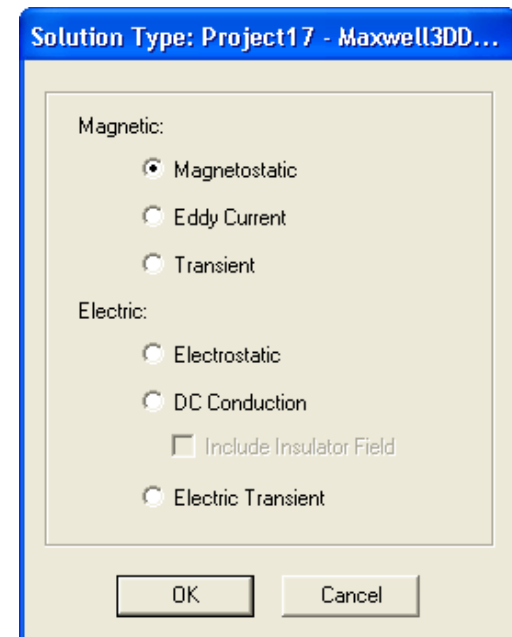 Solution Type: Project17 - Maxwell3DD...
Magnetic:
Magnetostatic
Eddy Current
Transient
Electric:
Electrostatic
DC Conduction
Include Insulator Field
Electric Transient
OK Cancel